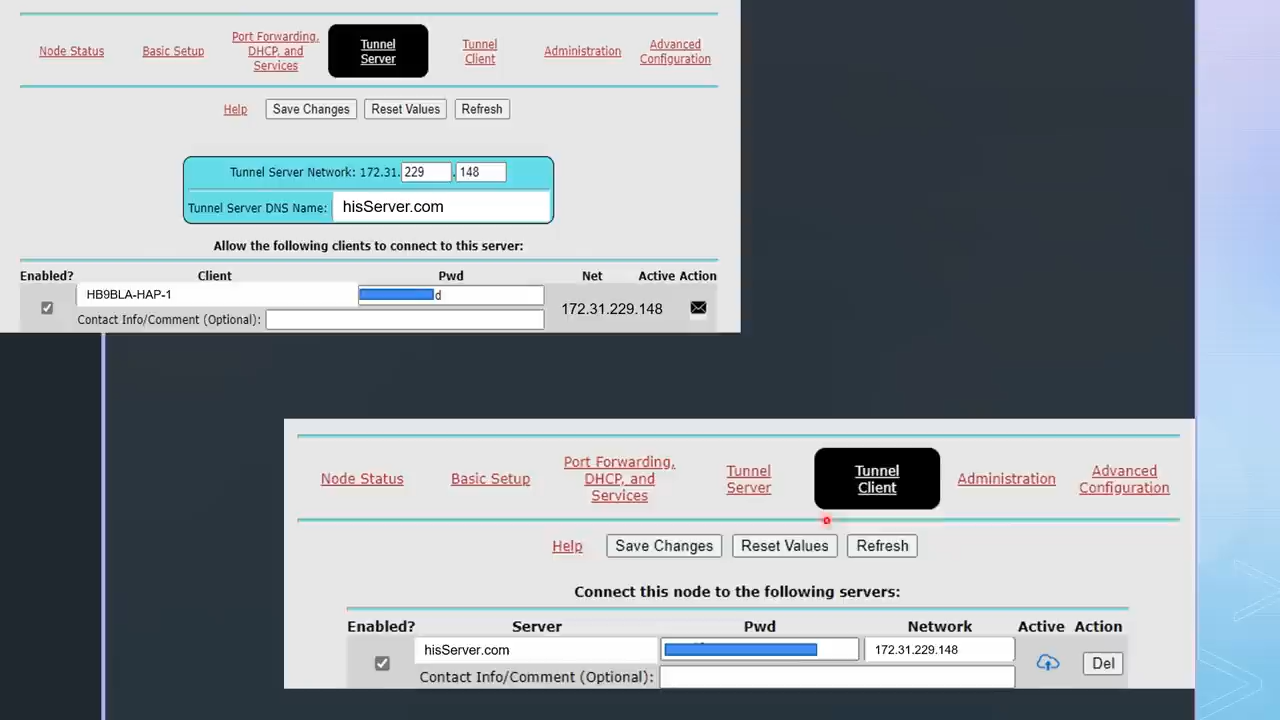 Node Status
Basic Setup
Port Forwarding,
DHCP, and
Services
Tunnel
Server
Tunnel
Client
Administration
Advanced
Configuration
Help Save Changes Reset Values Refresh
Tunnel Server Network: 172.31. 229 . 148
Tunnel Server DNS Name: hisServer.com
Allow the following clients to connect to this server:
Enabled? Client Pwd Net Active Action
HB9BLA-HAP-1 d
172.31.229.148
Contact Info/Comment (Optional):
Node Status
Basic Setup
Port Forwarding,
DHCP, and
Services
Tunnel
Server
Tunnel
Client
Administration
Advanced
Configuration
Help Save Changes Reset Values Refresh
Connect this node to the following servers:
Enabled? Server Pwd Network Active Action
hisServer.com 172.31.229.148
Del
Contact Info/Comment (Optional):